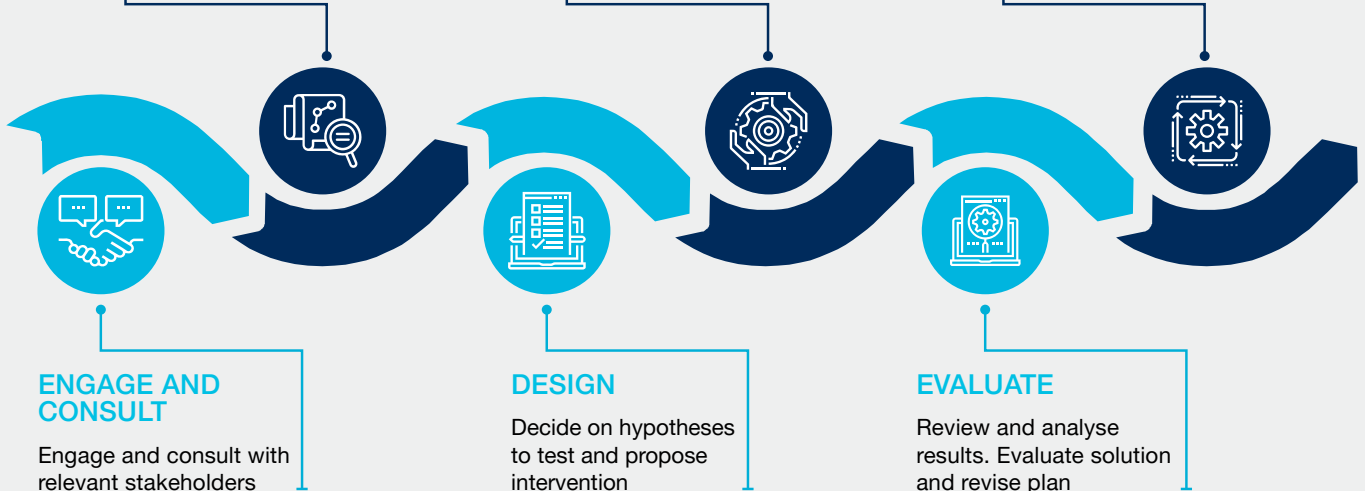 ENGAGE AND
CONSULT
Engage and consult with
relevant stakeholders
DESIGN
Decide on hypotheses
to test and propose
intervention
EVALUATE
Review and analyse
results. Evaluate solution
and revise plan